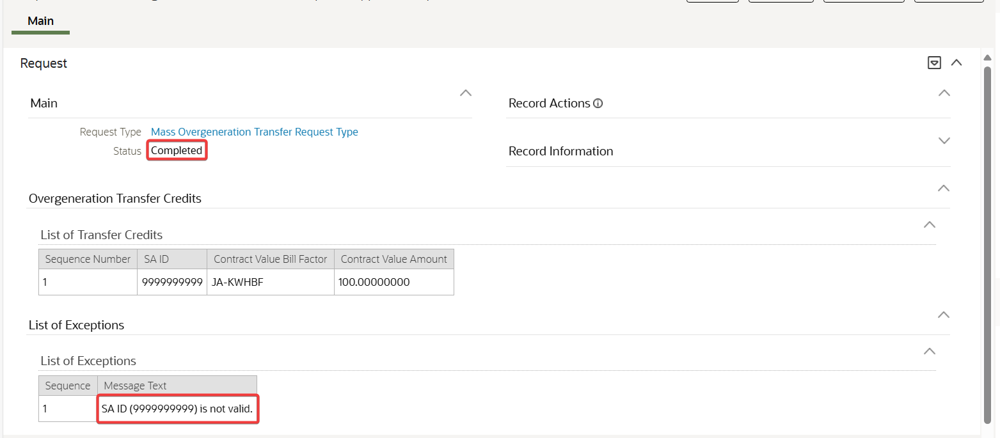 Main
Request
Main
Record Actions
Request Type Mass Overgeneration Transfer Request Type
Status Completed
Record Information
Overgeneration Transfer Credits
List of Transfer Credits
Sequence Number SA ID Contract Value Bill Factor Contract Value Amount
1 9999999999 JA-KWHBF 100.00000000
List of Exceptions
List of Exceptions
Sequence Message Text
1 SA ID (9999999999) is not valid.